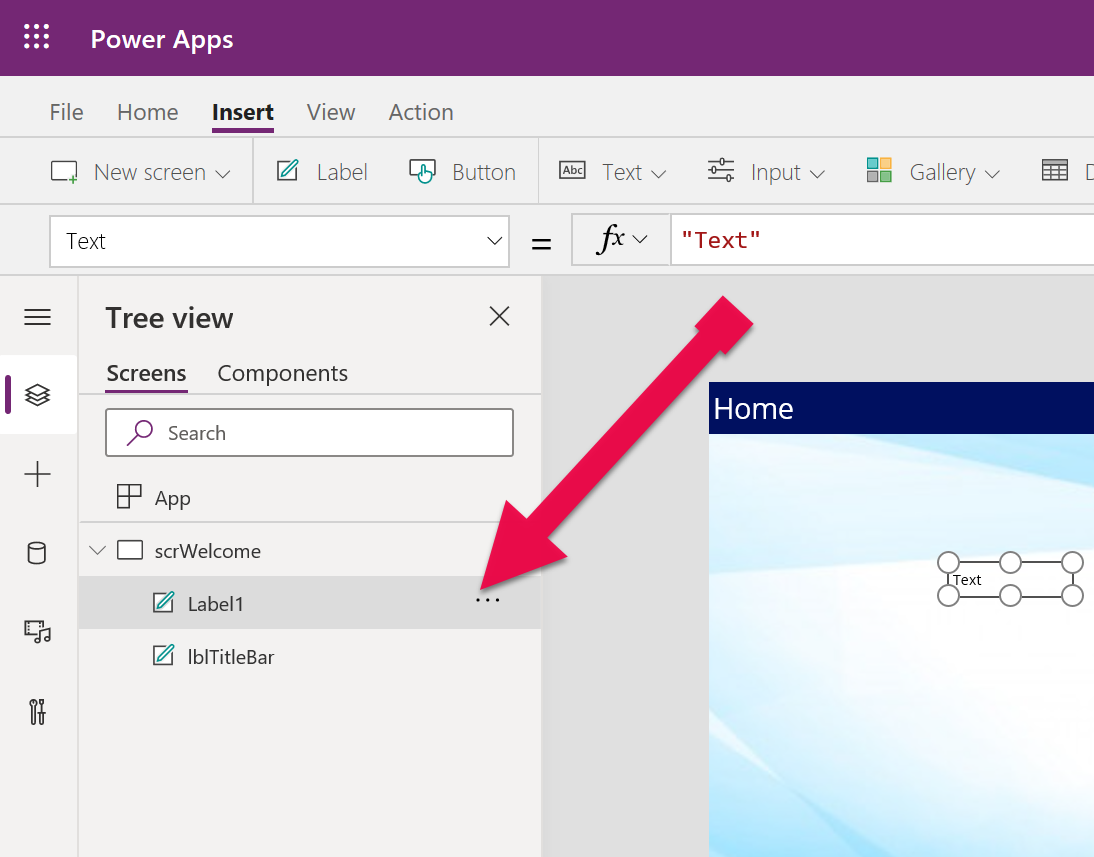 Power Apps
File Home Insert View Action
New screen Label Button Abc Text Input Gallery D
Text = fx "Text"
Tree view
Screens Components
Search
App
scrWelcome
Label1 ...
lblTitleBar
Home
Text